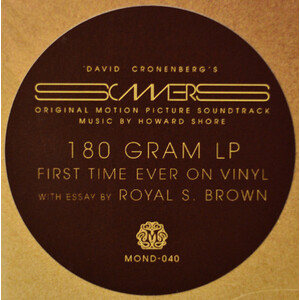 'DAVID CRONENBERG'S
SCANNERS
ORIGINAL MOTION PICTURE SOUNDTRACK
MUSIC BY HOWARD SHORE
180 GRAM LP
FIRST TIME EVER ON VINYL
WITH ESSAY BY ROYAL S. BROWN
M
MOND-040